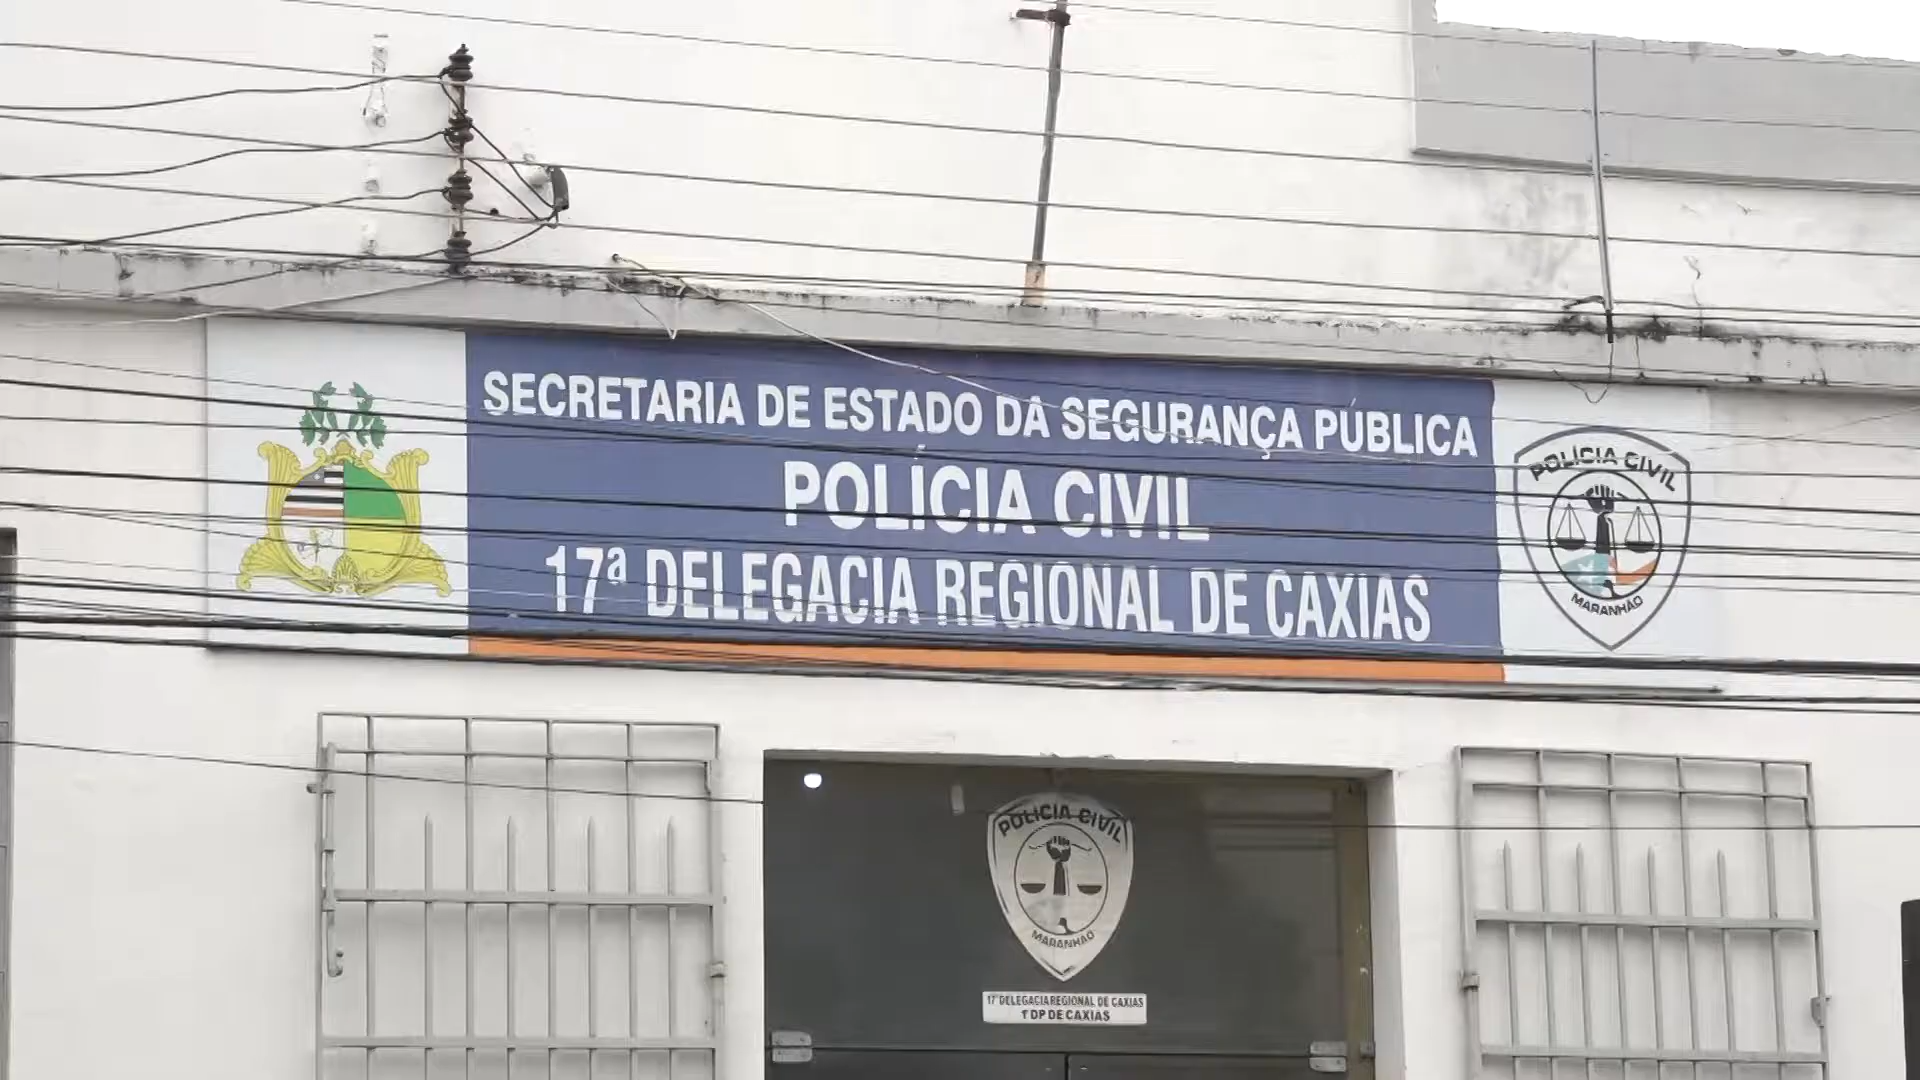 SECRETARIA DE ESTADO DA SEGURANÇA PÚBLICA
POLÍCIA CIVIL
17ª DELEGACIA REGIONAL DE CAXIAS
POLÍCIA CIVIL
MARANHÃO
POLÍCIA CIVIL
MARANHÃO
17ª DELEGACIA REGIONAL DE CAXIAS
1º DP DE CAXIAS